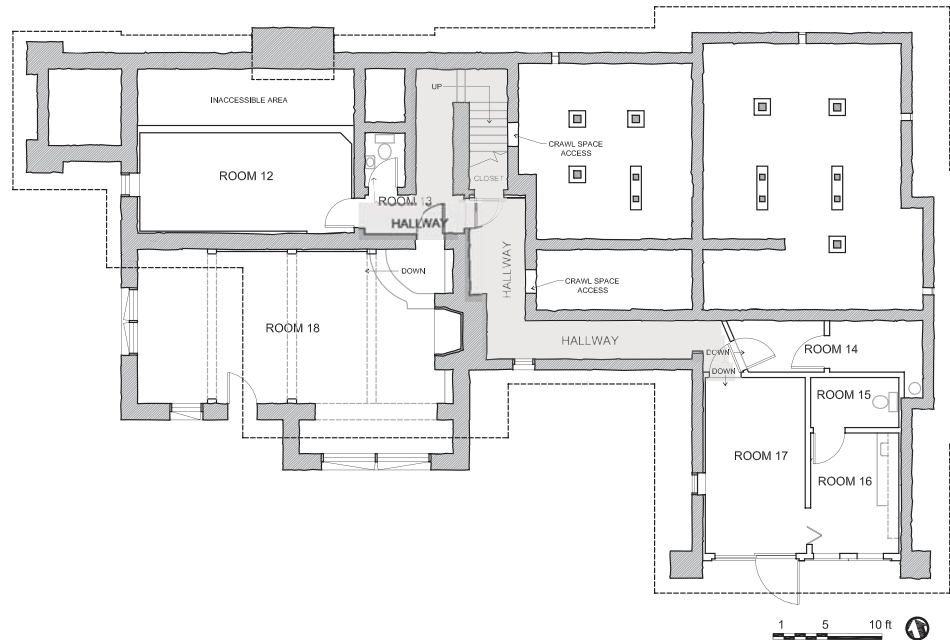 UP
INACCESSIBLE AREA
CRAWL SPACE
ACCESS
ROOM 12
CLOSET
ROOM 13
HALLWAY
HALLWAY
DOWN
CRAWL SPACE
ACCESS
ROOM 18
HALLWAY
DOWN
ROOM 14
DOWN
ROOM 15
ROOM 17
ROOM 16
1 5 10 ft